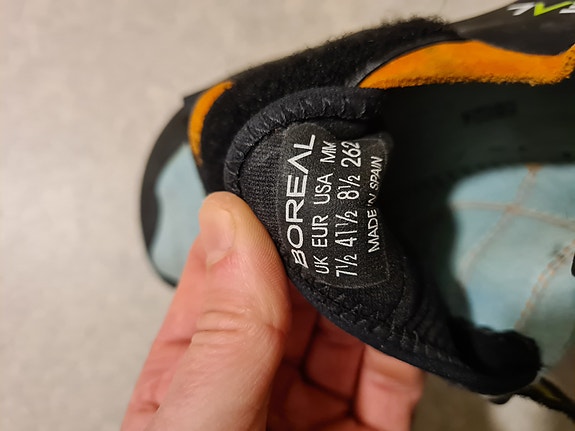 BOREAL
UK EUR USA MM
7½ 41½ 8½ 262
MADE IN SPAIN